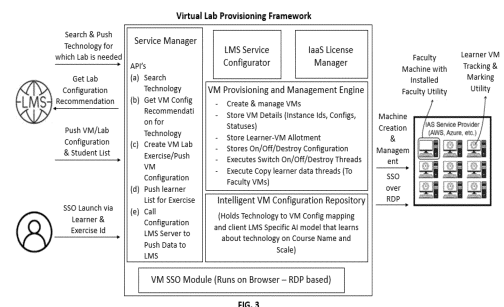 Virtual Lab Provisioning Framework
Search & Push
Technology for
which Lab is needed
LMS
Get Lab
Configuration
Recommendation
Push VM/Lab
Configuration
& Student List
SSO Launch via
Learner &
Exercise Id
Service Manager
API's
(a) Search
Technology
(b) Get VM Config
Recommendati
on for
Technology
(c) Create VM Lab
Exercise/Push
VM
Configuration
(d) Push learner
List for Exercise
(e) Call
Configuration
LMS Server to
Push Data to
LMS
LMS Service
Configurator
IaaS License
Manager
VM Provisioning and Management Engine
- Create & manage VMs
- Store VM Details (Instance Ids, Configs,
Statuses)
- Store Learner-VM Allotment
- Stores On/Off/Destroy Configuration
- Executes Switch On/Off/Destroy Threads
- Execute Copy learner data threads (To
Faculty VMs)
Intelligent VM Configuration Repository
(Holds Technology to VM Config mapping
and client LMS Specific AI model that learns
about technology on Course Name and
Scale)
VM SSO Module (Runs on Browser – RDP based)
Machine
Creation
&
Managem
ent
SSO
over
RDP
Faculty
Machine with
Installed
Faculty Utility
Learner VM
Tracking &
Marking
Utility
IAS Service Provider
(AWS, Azure, etc.)
FIG. 3